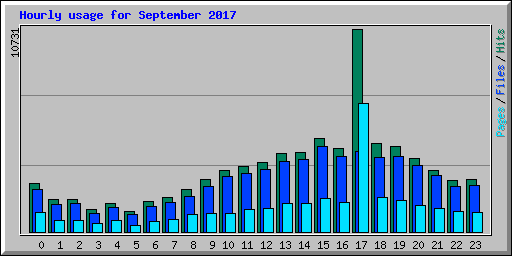 Hourly usage for September 2017
10731
Pages / Files / Hits
0 1 2 3 4 5 6 7 8 9 10 11 12 13 14 15 16 17 18 19 20 21 22 23